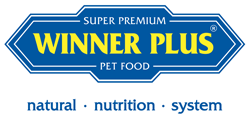 SUPER PREMIUM
WINNER PLUS®
PET FOOD
natural · nutrition · system